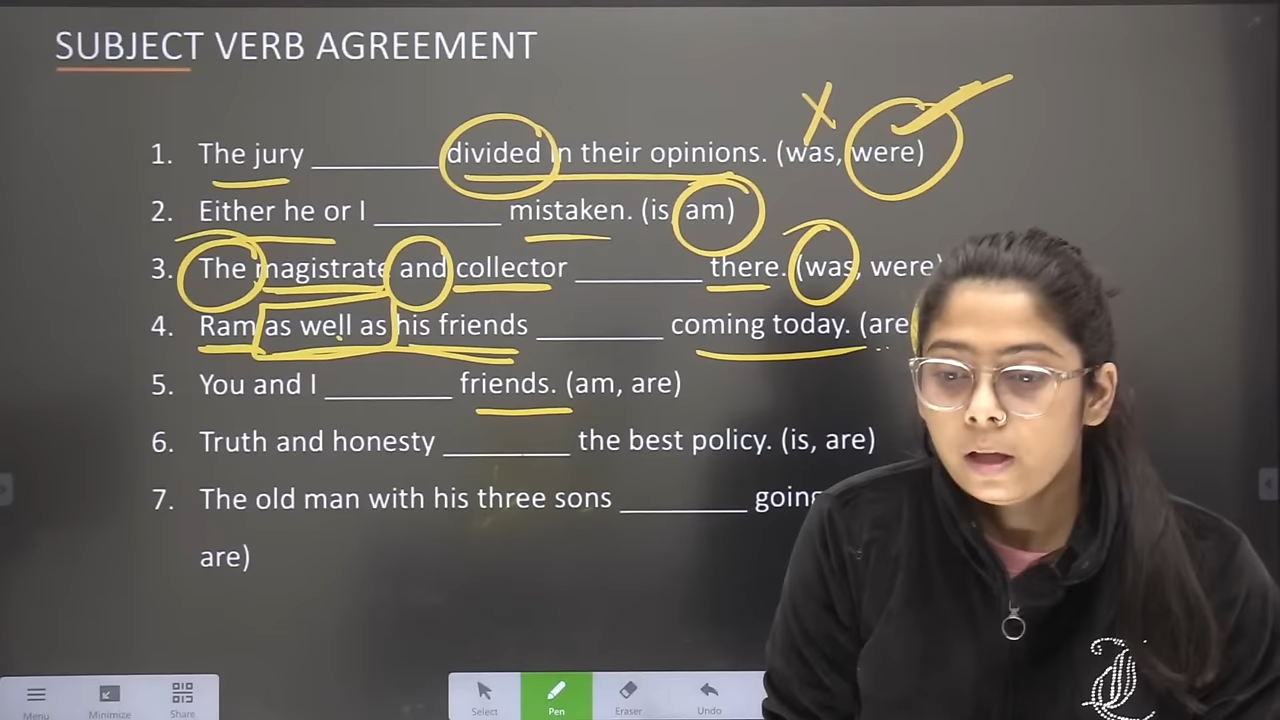 SUBJECT VERB AGREEMENT
1. The jury __________ divided in their opinions. (was, were)
2. Either he or I __________ mistaken. (is, am)
3. The magistrate and collector __________ there. (was, were)
4. Ram as well as his friends __________ coming today. (are
5. You and I __________ friends. (am, are)
6. Truth and honesty __________ the best policy. (is, are)
7. The old man with his three sons __________ going
are)
Menu Minimize Share Select Pen Eraser Undo